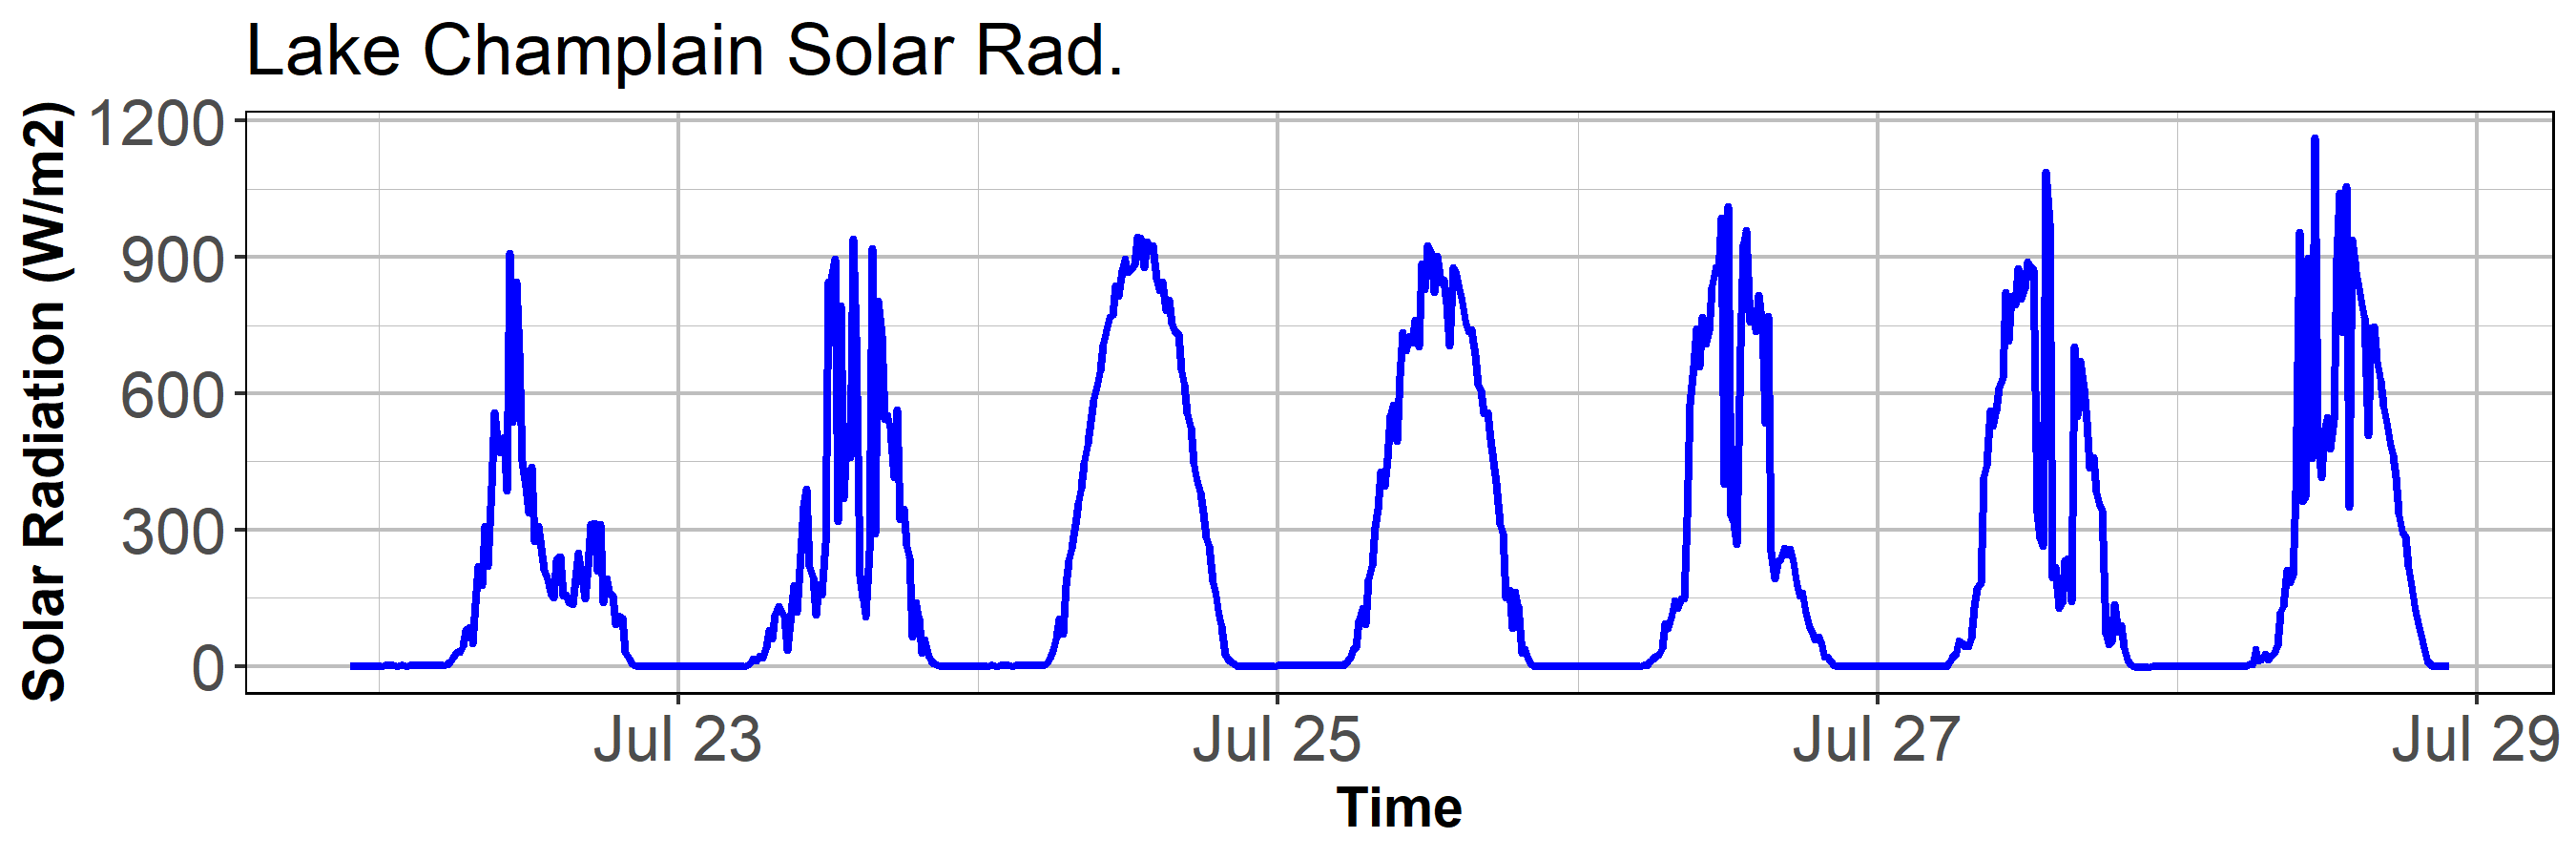 Lake Champlain Solar Rad.
Solar Radiation (W/m2)
1200
900
600
300
0
Jul 23 Jul 25 Jul 27 Jul 29
Time